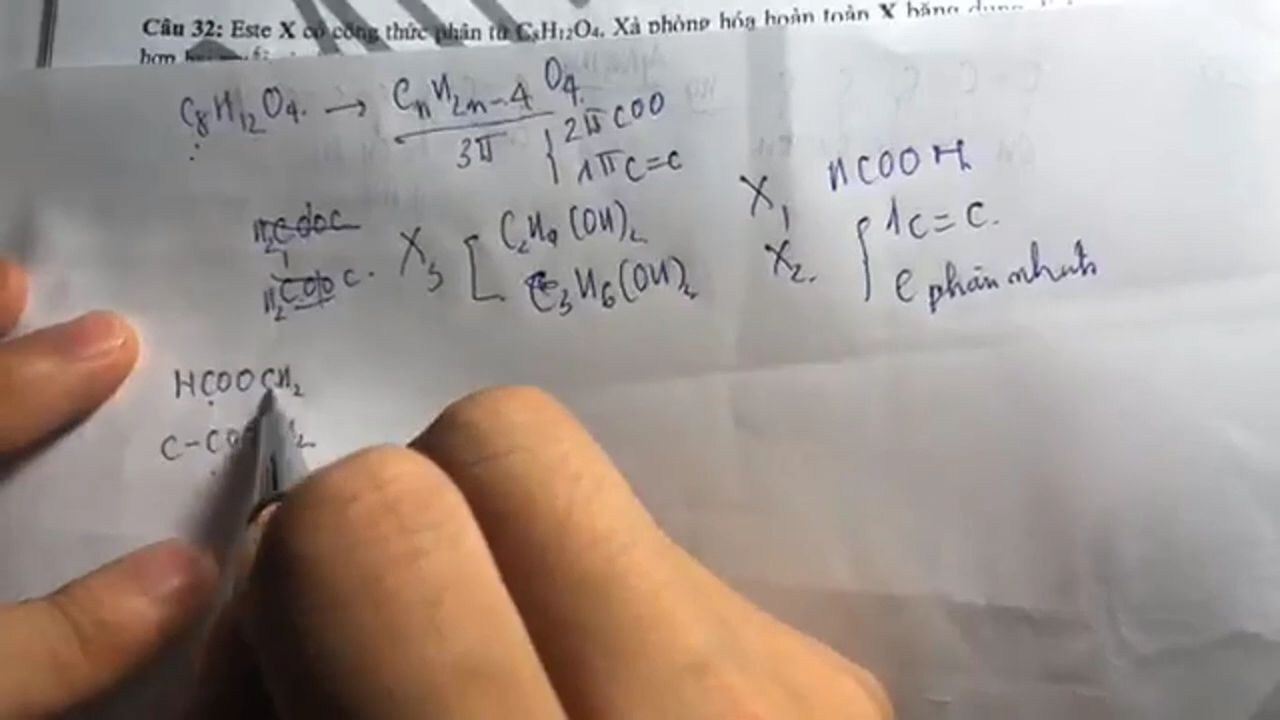 Câu 32: Este X có công thức phân tử C₈H₁₂O₄. Xà phòng hóa hoàn toàn X bằng
C₈H₁₂O₄ → CₙH₂ₙ₋₄O₄
3π { 2π COO
1π C=C
X₁ HCOOH
X₂ { 1C=C.
e phân nhánh
X₃ [ C₂H₄(OH)₂
C₃H₆(OH)₂
HCOOCH₂